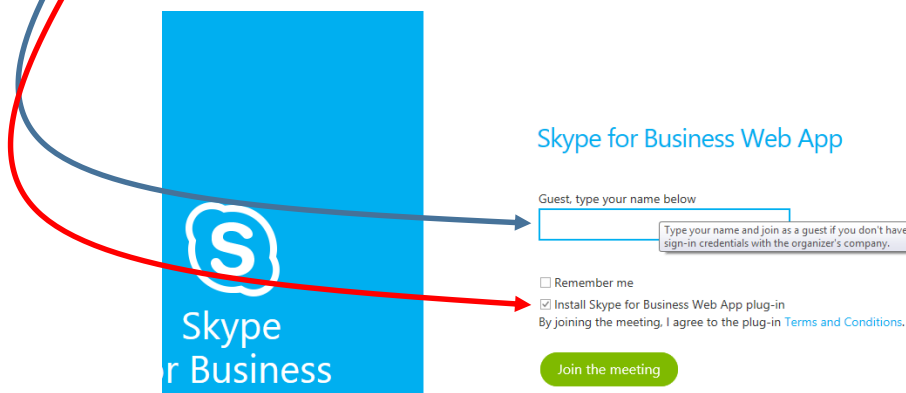 Skype for Business Web App
Guest, type your name below
Type your name and join as a guest if you don't have
sign-in credentials with the organizer's company.
Remember me
Install Skype for Business Web App plug-in
By joining the meeting, I agree to the plug-in Terms and Conditions.
Join the meeting
S
Skype
r Business